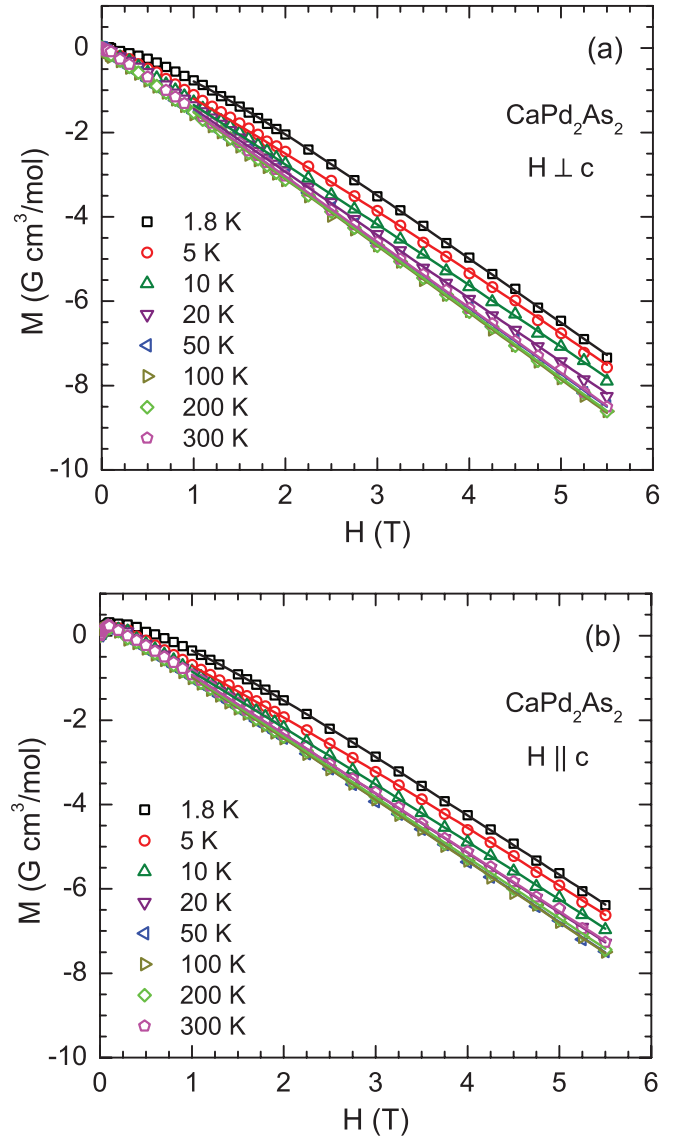 (a)
CaPd₂As₂
H ⊥ c
M (G cm³/mol)
0
-2
-4
-6
-8
-10
1.8 K
5 K
10 K
20 K
50 K
100 K
200 K
300 K
0 1 2 3 4 5 6
H (T)
(b)
CaPd₂As₂
H || c
M (G cm³/mol)
0
-2
-4
-6
-8
-10
1.8 K
5 K
10 K
20 K
50 K
100 K
200 K
300 K
0 1 2 3 4 5 6
H (T)